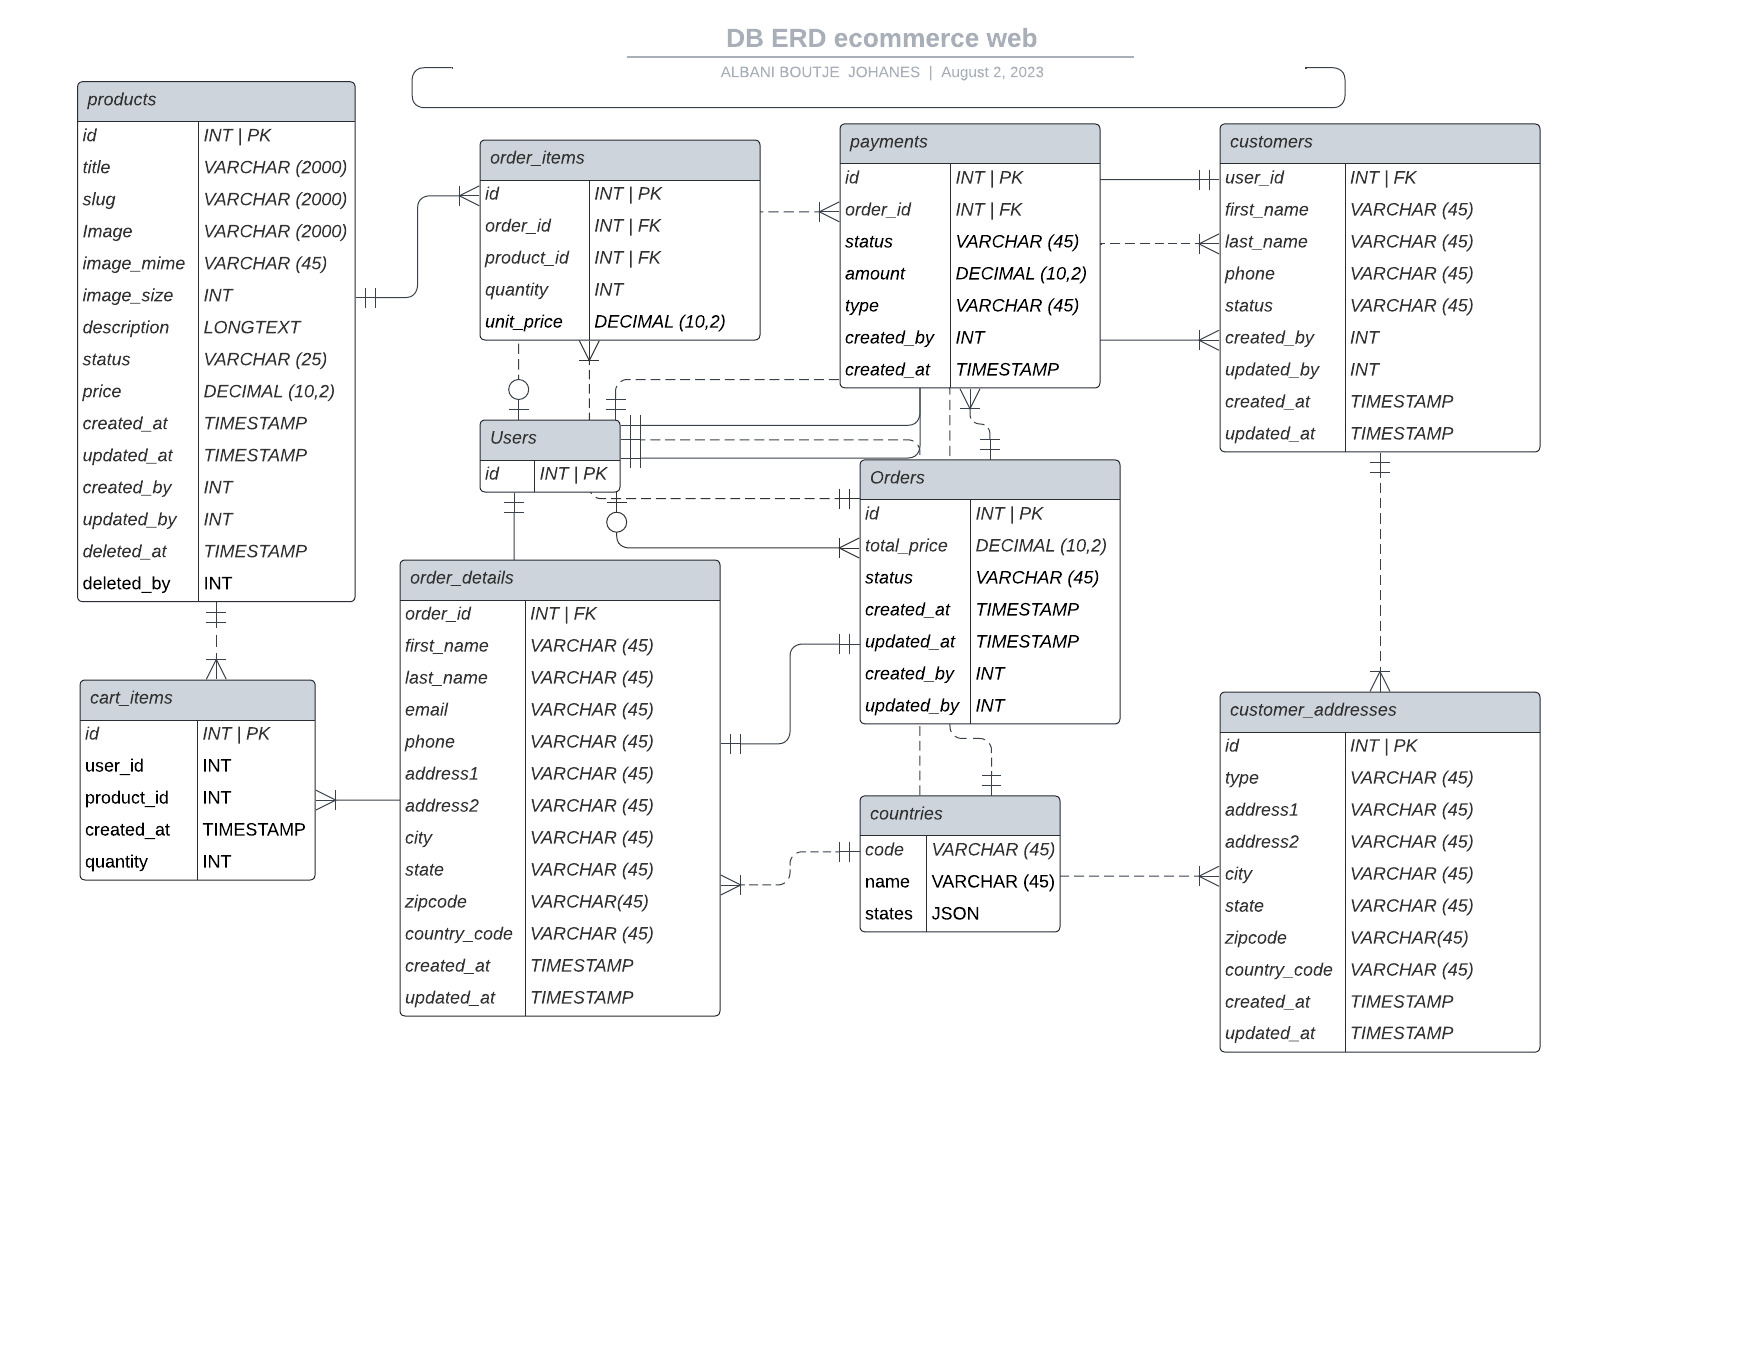 DB ERD ecommerce web
ALBANI BOUTJE JOHANES | August 2, 2023
products
id INT | PK
title VARCHAR (2000)
slug VARCHAR (2000)
Image VARCHAR (2000)
image_mime VARCHAR (45)
image_size INT
description LONGTEXT
status VARCHAR (25)
price DECIMAL (10,2)
created_at TIMESTAMP
updated_at TIMESTAMP
created_by INT
updated_by INT
deleted_at TIMESTAMP
deleted_by INT
order_items
id INT | PK
order_id INT | FK
product_id INT | FK
quantity INT
unit_price DECIMAL (10,2)
payments
id INT | PK
order_id INT | FK
status VARCHAR (45)
amount DECIMAL (10,2)
type VARCHAR (45)
created_by INT
created_at TIMESTAMP
customers
user_id INT | FK
first_name VARCHAR (45)
last_name VARCHAR (45)
phone VARCHAR (45)
status VARCHAR (45)
created_by INT
updated_by INT
created_at TIMESTAMP
updated_at TIMESTAMP
Users
id INT | PK
Orders
id INT | PK
total_price DECIMAL (10,2)
status VARCHAR (45)
created_at TIMESTAMP
updated_at TIMESTAMP
created_by INT
updated_by INT
order_details
order_id INT | FK
first_name VARCHAR (45)
last_name VARCHAR (45)
email VARCHAR (45)
phone VARCHAR (45)
address1 VARCHAR (45)
address2 VARCHAR (45)
city VARCHAR (45)
state VARCHAR (45)
zipcode VARCHAR(45)
country_code VARCHAR (45)
created_at TIMESTAMP
updated_at TIMESTAMP
cart_items
id INT | PK
user_id INT
product_id INT
created_at TIMESTAMP
quantity INT
countries
code VARCHAR (45)
name VARCHAR (45)
states JSON
customer_addresses
id INT | PK
type VARCHAR (45)
address1 VARCHAR (45)
address2 VARCHAR (45)
city VARCHAR (45)
state VARCHAR (45)
zipcode VARCHAR(45)
country_code VARCHAR (45)
created_at TIMESTAMP
updated_at TIMESTAMP